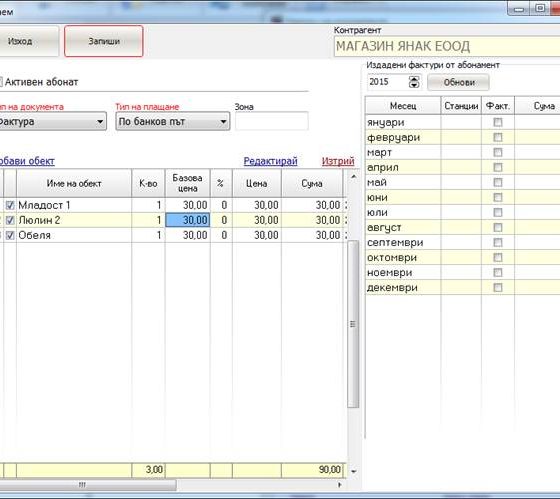 аем
Изход
Запиши
Контрагент
МАГАЗИН ЯНАК ЕООД
Активен абонат
ип на документа
Тип на плащане
Зона
Фактура
По банков път
обави обект
Редактирай
Изтрий
Име на обект К-во Базова цена % Цена Сума
Младост 1 1 30,00 0 30,00 30,00
Люлин 2 1 30,00 0 30,00 30,00
Обеля 1 30,00 0 30,00 30,00
3,00 90,00
Издадени фактури от абонамент
2015
Обнови
Месец Станции Факт. Сума
януари
февруари
март
април
май
юни
юли
август
септември
октомври
ноември
декември